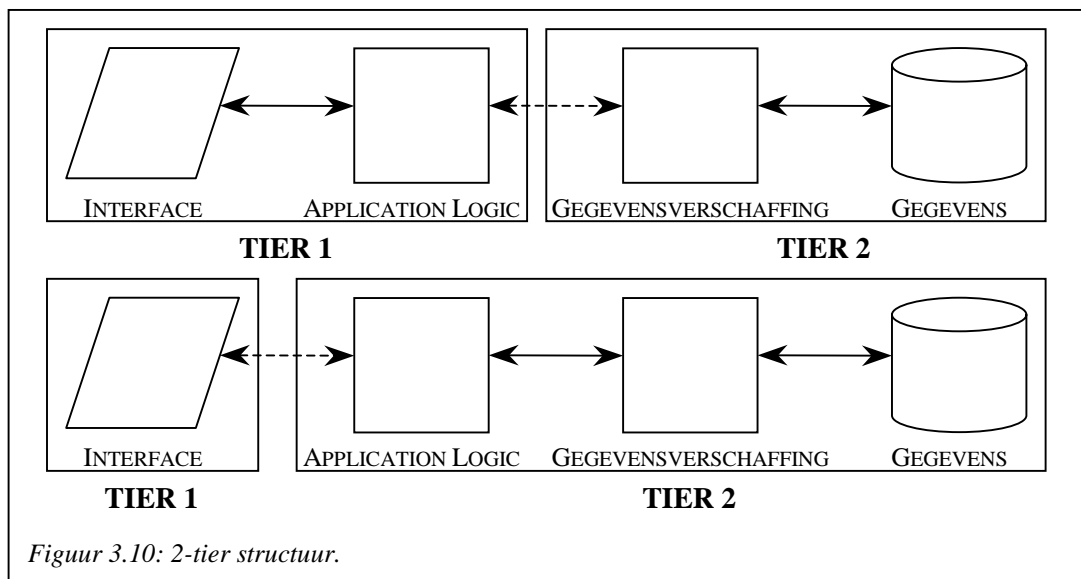 INTERFACE APPLICATION LOGIC GEGEVENSVERSCHAFFING GEGEVENS
TIER 1 TIER 2
INTERFACE APPLICATION LOGIC GEGEVENSVERSCHAFFING GEGEVENS
TIER 1 TIER 2
Figuur 3.10: 2-tier structuur.